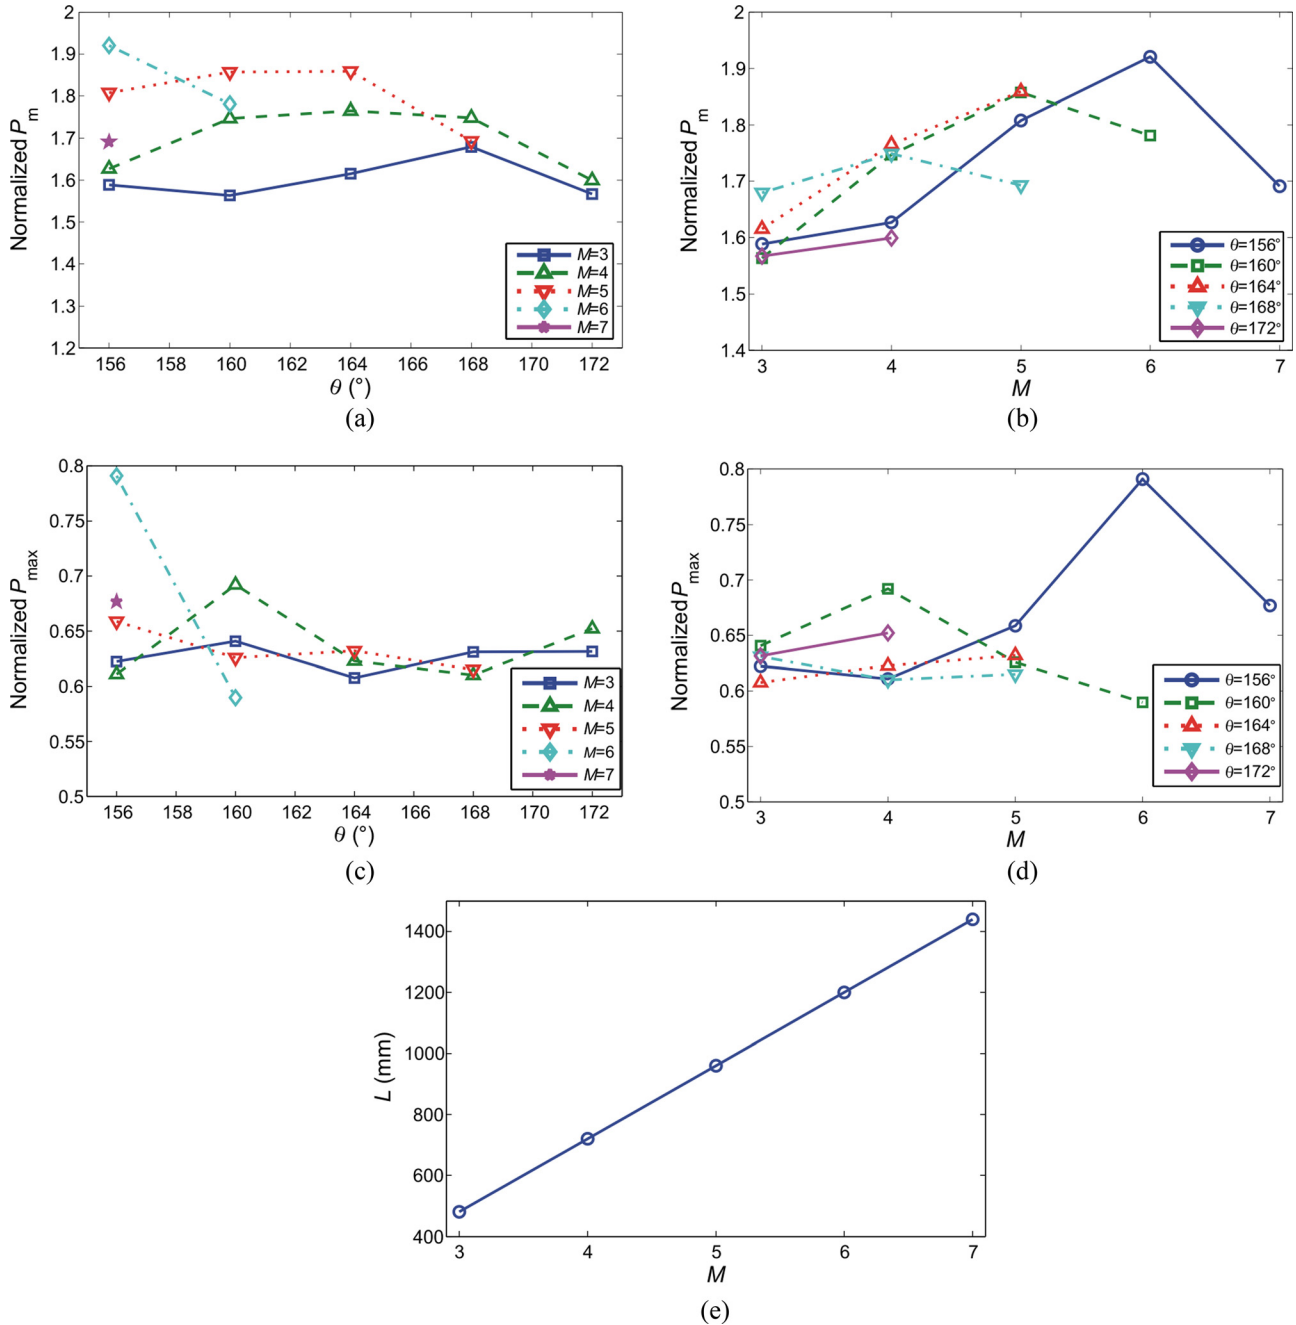 2
1.9
1.8
1.7
1.6
1.5
1.4
1.3
1.2
Normalized P_m
156 158 160 162 164 166 168 170 172
θ (°)
M=3
M=4
M=5
M=6
M=7
(a)
2
1.9
1.8
1.7
1.6
1.5
1.4
Normalized P_m
3 4 5 6 7
M
θ=156°
θ=160°
θ=164°
θ=168°
θ=172°
(b)
0.8
0.75
0.7
0.65
0.6
0.55
0.5
Normalized P_max
156 158 160 162 164 166 168 170 172
θ (°)
M=3
M=4
M=5
M=6
M=7
(c)
0.8
0.75
0.7
0.65
0.6
0.55
0.5
Normalized P_max
3 4 5 6 7
M
θ=156°
θ=160°
θ=164°
θ=168°
θ=172°
(d)
1400
1200
1000
800
600
400
L (mm)
3 4 5 6 7
M
(e)